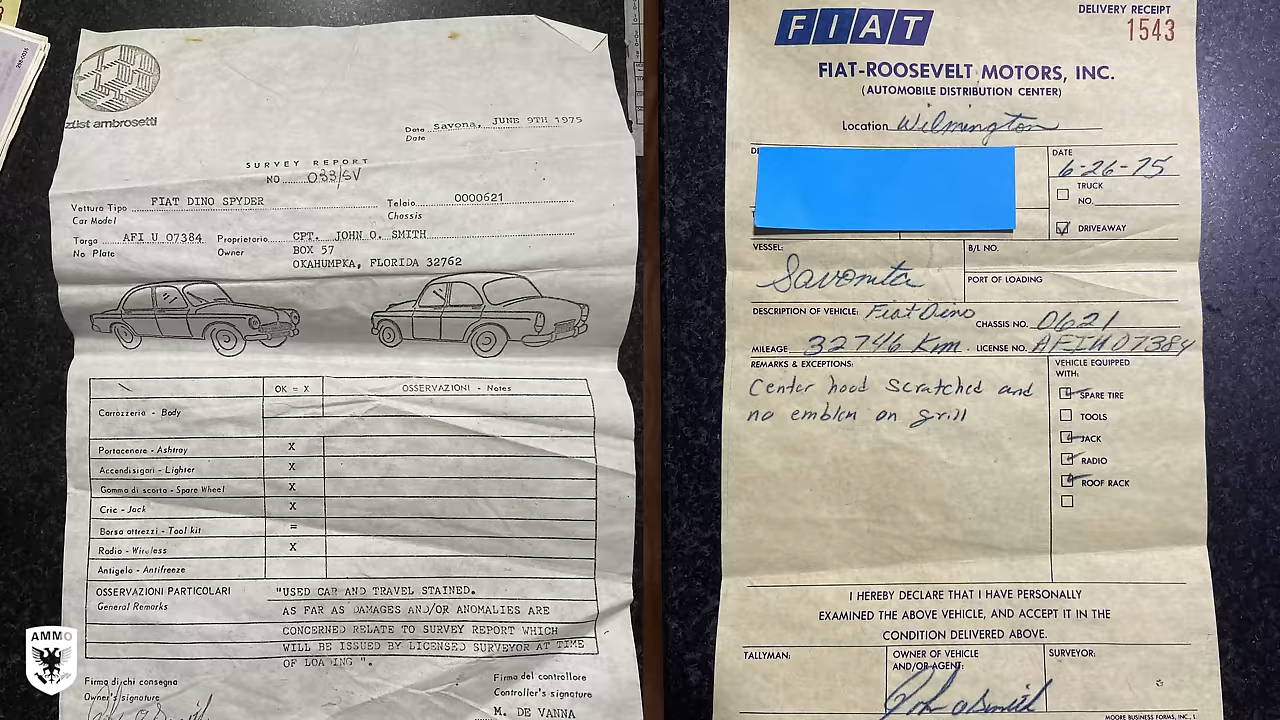 züst ambrosetti
Data Savona, JUNE 9TH 1975
Date
SURVEY REPORT
NO 033/SV
Vettura Tipo FIAT DINO SPYDER Telaio 0000621
Car Model Chassis
Targa AFI U 07384 Proprietario CPT. JOHN O. SMITH
No Plate Owner BOX 57
OKAHUMPKA, FLORIDA 32762
OK = X OSSERVAZIONI - Notes
Carrozzeria - Body
Portacenere - Ashtray X
Accendisigari - Lighter X
Gomma di scorta - Spare Wheel X
Cric - Jack X
Borsa attrezzi - Tool kit =
Radio - Wireless X
Antigelo - Antifreeze
OSSERVAZIONI PARTICOLARI "USED CAR AND TRAVEL STAINED.
General Remarks AS FAR AS DAMAGES AND/OR ANOMALIES ARE
CONCERNED RELATE TO SURVEY REPORT WHICH
WILL BE ISSUED BY LICENSED SURVEYOR AT TIME
OF LOADING ".
Firma di chi consegna Firma del controllore
Owner's signature Controller's signature
M. DE VANNA
AMMO
FIAT
DELIVERY RECEIPT
1543
FIAT-ROOSEVELT MOTORS, INC.
(AUTOMOBILE DISTRIBUTION CENTER)
Location Wilmington
DATE
6-26-75
TRUCK
NO.
DRIVEAWAY
VESSEL: B/L NO.
Savonita
PORT OF LOADING
DESCRIPTION OF VEHICLE: Fiat Dino CHASSIS NO. 0621
MILEAGE 32746 Km. LICENSE NO. AFIU07384
REMARKS & EXCEPTIONS: VEHICLE EQUIPPED
WITH:
Center hood scratched and
no emblem on grill
SPARE TIRE
TOOLS
JACK
RADIO
ROOF RACK
I HEREBY DECLARE THAT I HAVE PERSONALLY
EXAMINED THE ABOVE VEHICLE, AND ACCEPT IT IN THE
CONDITION DELIVERED ABOVE.
TALLYMAN: OWNER OF VEHICLE SURVEYOR:
AND/OR AGENT:
John O Smith
MOORE BUSINESS FORMS, INC., L